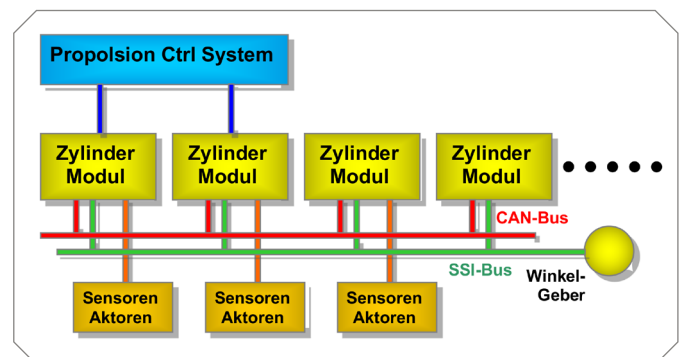 Propolsion Ctrl System
Zylinder
Modul
Zylinder
Modul
Zylinder
Modul
Zylinder
Modul
CAN-Bus
SSI-Bus
Winkel-
Geber
Sensoren
Aktoren
Sensoren
Aktoren
Sensoren
Aktoren